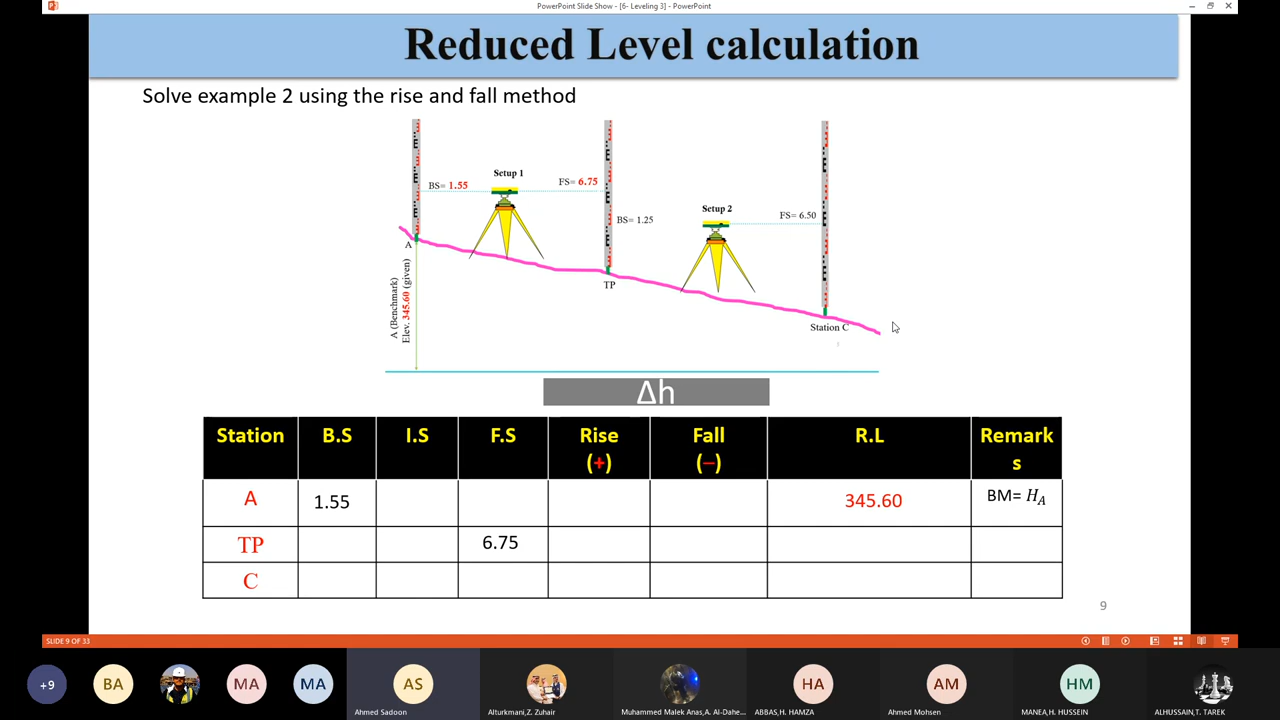 PowerPoint Slide Show - [6- Leveling 3] - PowerPoint
Reduced Level calculation
Solve example 2 using the rise and fall method
Setup 1
BS= 1.55
FS= 6.75
Setup 2
BS= 1.25
FS= 6.50
A
TP
Station C
A (Benchmark)
Elev. 345.60 (given)
Δh
Station B.S I.S F.S Rise (+) Fall (–) R.L Remarks
A 1.55 345.60 BM= H_A
TP 6.75
C
9
SLIDE 9 OF 33
+9 BA MA MA AS HA AM HM
Ahmed Sadoon Alturkmani,Z. Zuhair Muhammed Malek Anas,A. Al-Dahe... ABBAS,H. HAMZA Ahmed Mohsen MANEA,H. HUSSEIN ALHUSSAIN,T. TAREK